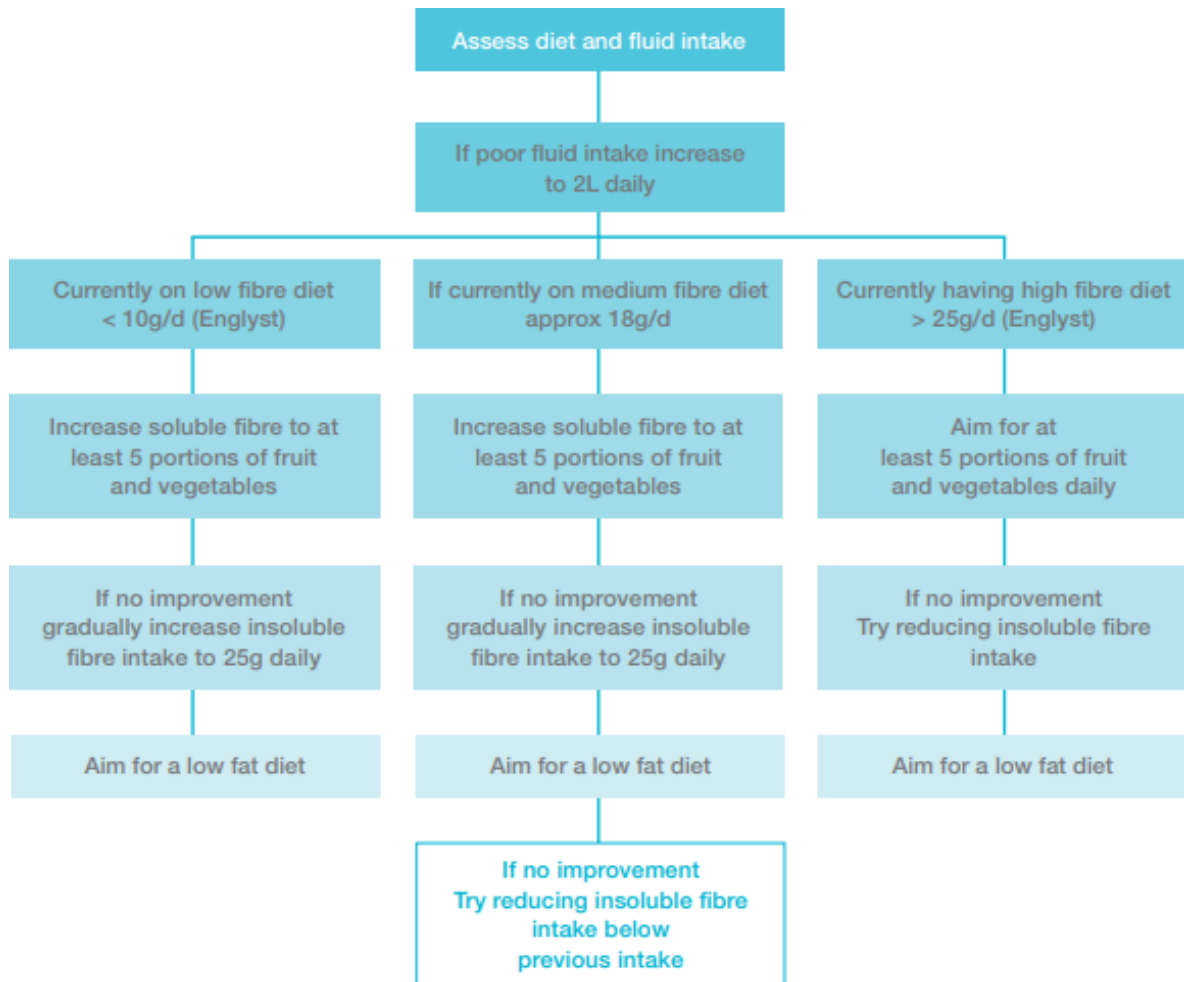 Assess diet and fluid intake
If poor fluid intake increase
to 2L daily
Currently on low fibre diet
< 10g/d (Englyst)
Increase soluble fibre to at
least 5 portions of fruit
and vegetables
If no improvement
gradually increase insoluble
fibre intake to 25g daily
Aim for a low fat diet
If currently on medium fibre diet
approx 18g/d
Increase soluble fibre to at
least 5 portions of fruit
and vegetables
If no improvement
gradually increase insoluble
fibre intake to 25g daily
Aim for a low fat diet
If no improvement
Try reducing insoluble fibre
intake below
previous intake
Currently having high fibre diet
> 25g/d (Englyst)
Aim for at
least 5 portions of fruit
and vegetables daily
If no improvement
Try reducing insoluble fibre
intake
Aim for a low fat diet